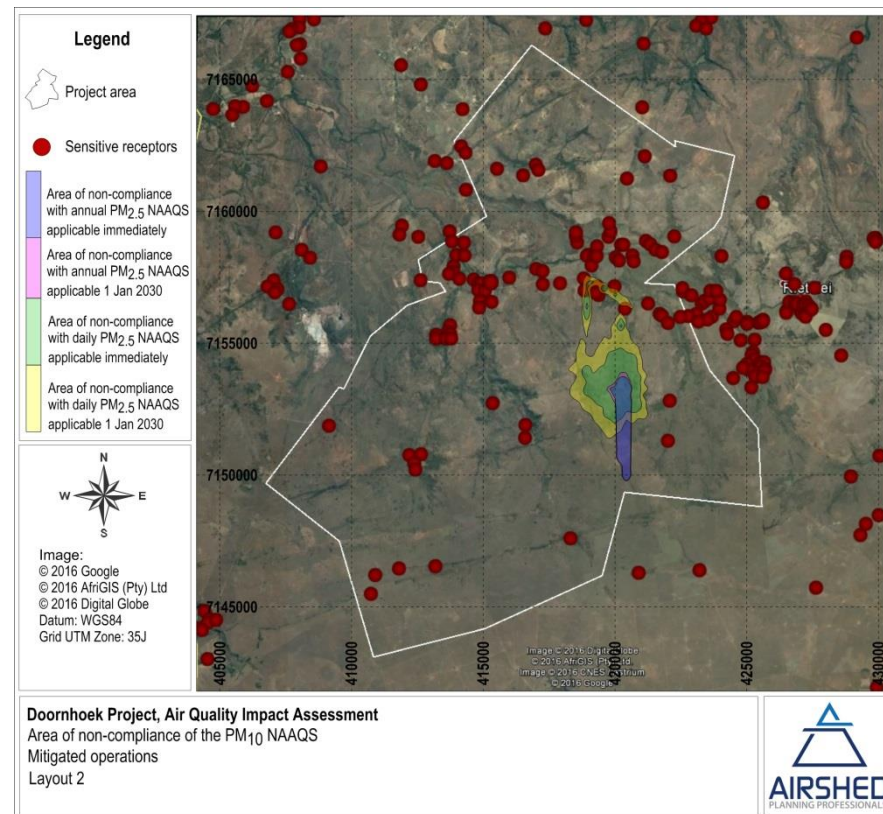 Legend
Project area
Sensitive receptors
Area of non-compliance
with annual PM2.5 NAAQS
applicable immediately
Area of non-compliance
with annual PM2.5 NAAQS
applicable 1 Jan 2030
Area of non-compliance
with daily PM2.5 NAAQS
applicable immediately
Area of non-compliance
with daily PM2.5 NAAQS
applicable 1 Jan 2030
N
W E
S
Image:
© 2016 Google
© 2016 AfriGIS (Pty) Ltd
© 2016 Digital Globe
Datum: WGS84
Grid UTM Zone: 35J
7165000
7160000
7155000
7150000
7145000
405000
410000
415000
420000
425000
430000
Image © 2016 Digital Globe
© 2016 AfriGIS (Pty) Ltd.
Image © 2016 CNES / Astrium
© 2016 Google
Doornhoek Project, Air Quality Impact Assessment
Area of non-compliance of the PM10 NAAQS
Mitigated operations
Layout 2
AIRSHED
PLANNING PROFESSIONALS